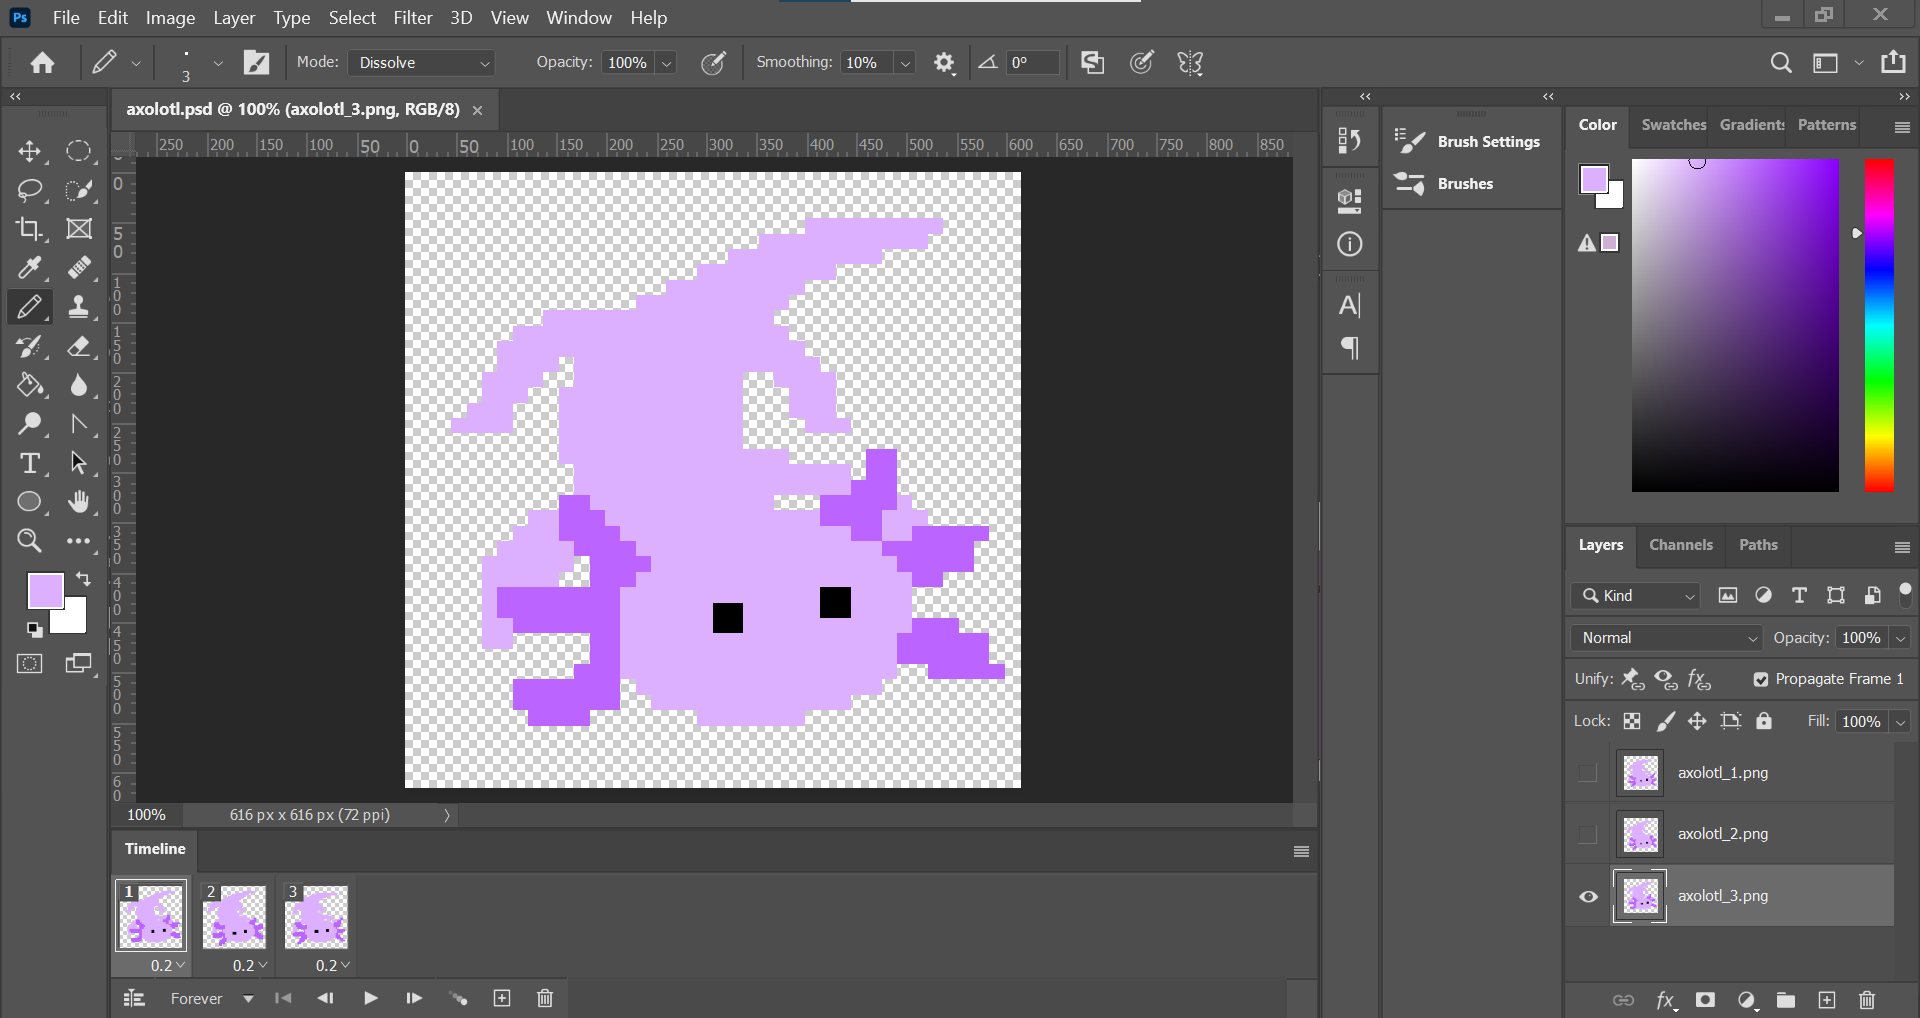 Ps File Edit Image Layer Type Select Filter 3D View Window Help
3 Mode: Dissolve Opacity: 100% Smoothing: 10% 0°
axolotl.psd @ 100% (axolotl_3.png, RGB/8)
250 200 150 100 50 0 50 100 150 200 250 300 350 400 450 500 550 600 650 700 750 800 850
0
50
100
150
200
250
300
350
400
450
500
550
60
Brush Settings
Brushes
Color Swatches Gradients Patterns
Layers Channels Paths
Kind
Normal Opacity: 100%
Unify: Propagate Frame 1
Lock: Fill: 100%
axolotl_1.png
axolotl_2.png
axolotl_3.png
100% 616 px x 616 px (72 ppi)
Timeline
1 2 3
0.2 0.2 0.2
Forever
fx